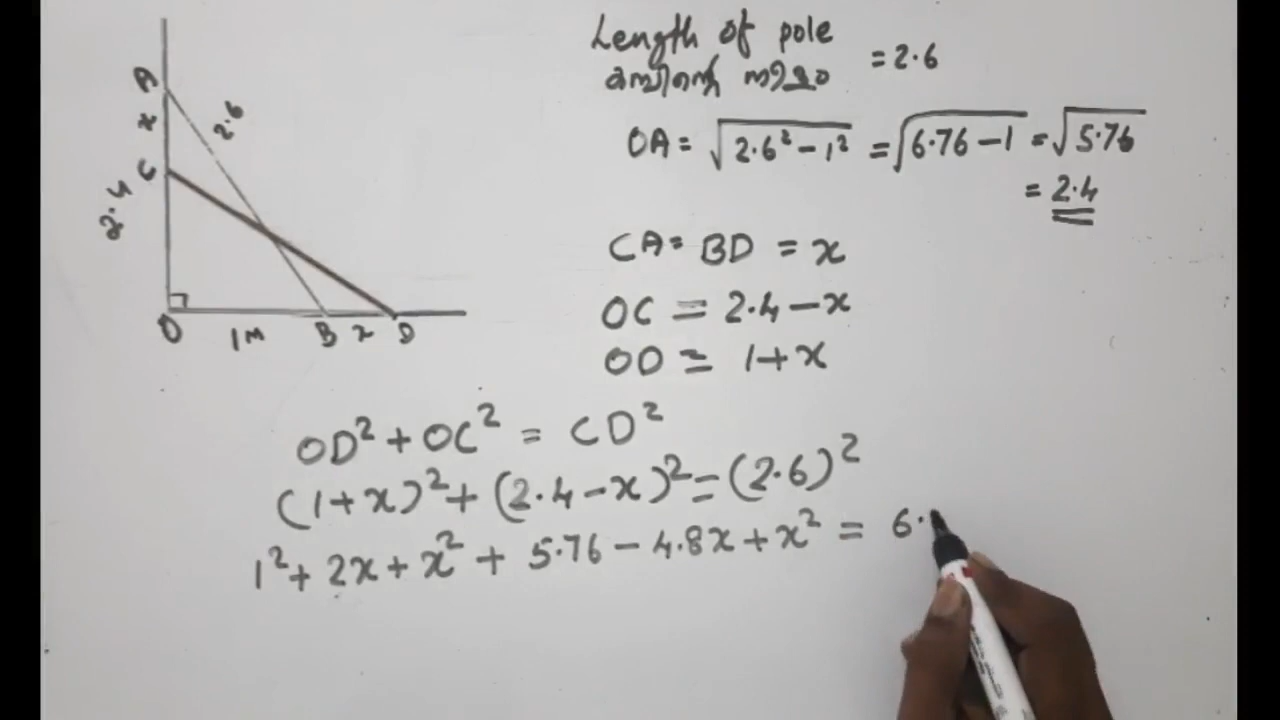 A
x
2.6
C
2.4
O 1M B x D
Length of pole
= 2.6
OA = √2.6² - 1² = √6.76 - 1 = √5.76
= 2.4
CA = BD = x
OC = 2.4 - x
OD = 1 + x
OD² + OC² = CD²
(1 + x)² + (2.4 - x)² = (2.6)²
1² + 2x + x² + 5.76 - 4.8x + x² = 6.